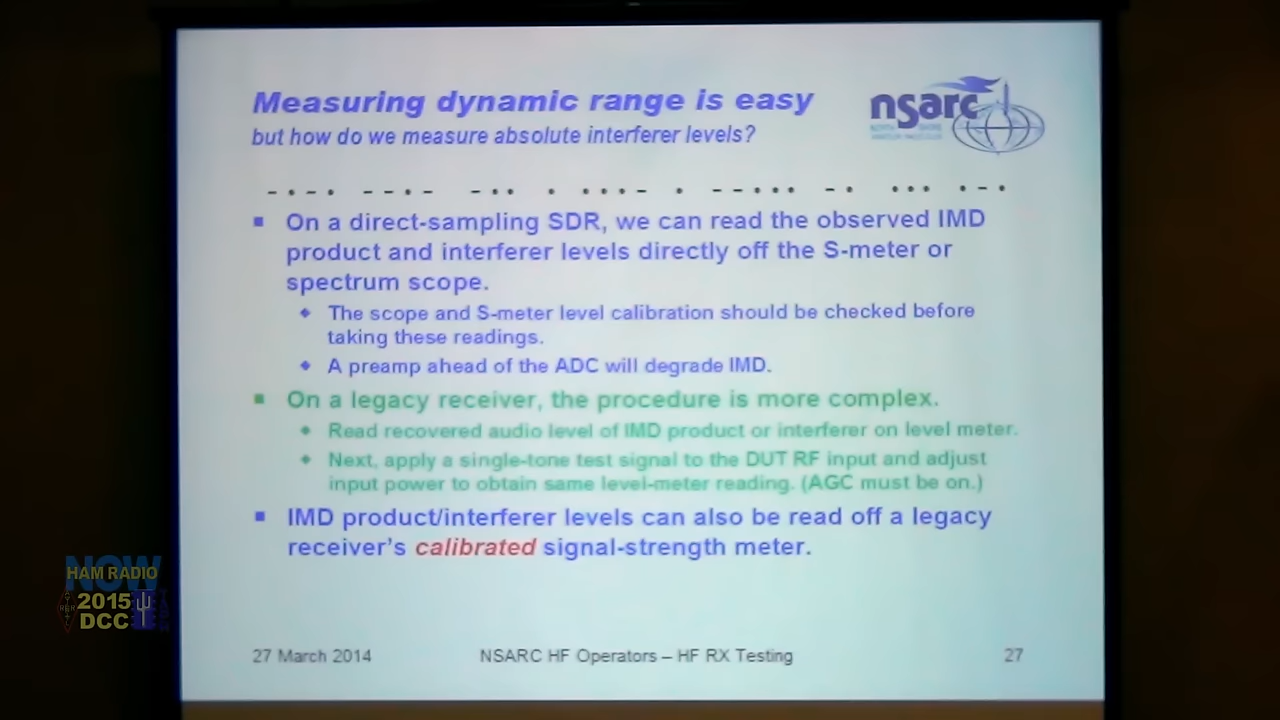 Measuring dynamic range is easy
nsarc
but how do we measure absolute interferer levels?
▪ On a direct-sampling SDR, we can read the observed IMD
product and interferer levels directly off the S-meter or
spectrum scope.
◆ The scope and S-meter level calibration should be checked before
taking these readings.
◆ A preamp ahead of the ADC will degrade IMD.
▪ On a legacy receiver, the procedure is more complex.
◆ Read recovered audio level of IMD product or interferer on level meter.
◆ Next, apply a single-tone test signal to the DUT RF input and adjust
input power to obtain same level-meter reading. (AGC must be on.)
▪ IMD product/interferer levels can also be read off a legacy
receiver's calibrated signal-strength meter.
NOW
HAM RADIO
2015
DCC
27 March 2014
NSARC HF Operators – HF RX Testing
27